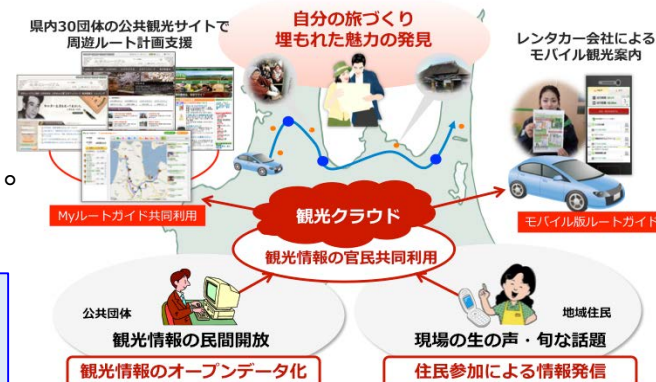 県内30団体の公共観光サイトで
周遊ルート計画支援
自分の旅づくり
埋もれた魅力の発見
レンタカー会社による
モバイル観光案内
。
Myルートガイド共同利用
観光クラウド
モバイル版ルートガイド
観光情報の官民共同利用
公共団体
観光情報の民間開放
地域住民
現場の生の声・旬な話題
観光情報のオープンデータ化
住民参加による情報発信